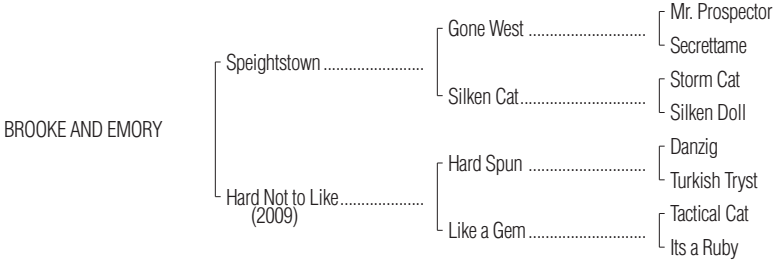 Mr. Prospector
Gone West ..........................
Secrettame
Speightstown ......................
Storm Cat
Silken Cat............................
Silken Doll
BROOKE AND EMORY
Danzig
Hard Spun ..........................
Turkish Tryst
Hard Not to Like...................
(2009)
Tactical Cat
Like a Gem..........................
Its a Ruby